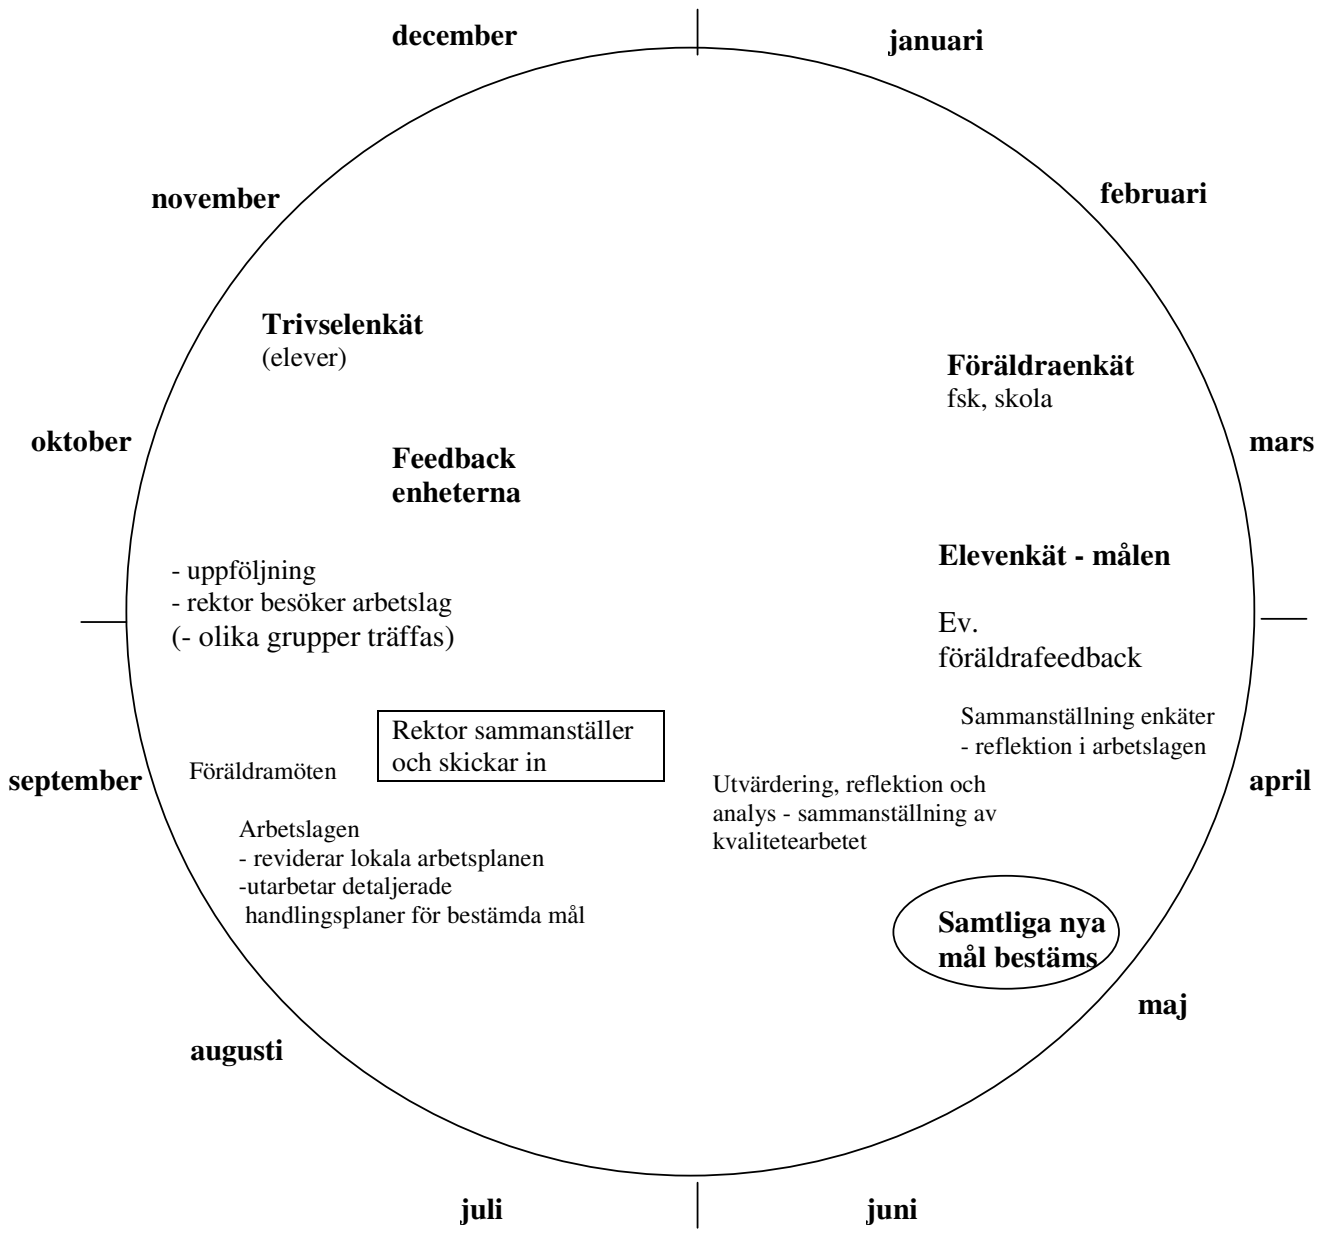 december
januari
november
februari
Trivselenkät
(elever)
Föräldraenkät
fsk, skola
oktober
mars
Feedback
enheterna
Elevenkät - målen
- uppföljning
- rektor besöker arbetslag
(- olika grupper träffas)
Ev.
föräldrafeedback
Sammanställning enkäter
- reflektion i arbetslagen
Rektor sammanställer
och skickar in
september
Föräldramöten
april
Utvärdering, reflektion och
analys - sammanställning av
kvalitetearbetet
Arbetslagen
- reviderar lokala arbetsplanen
-utarbetar detaljerade
handlingsplaner för bestämda mål
Samtliga nya
mål bestäms
maj
augusti
juli
juni